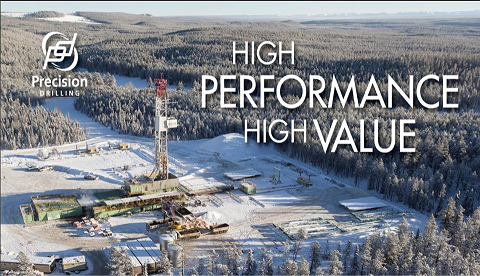 Precision
DRILLING
HIGH
PERFORMANCE
HIGH VALUE